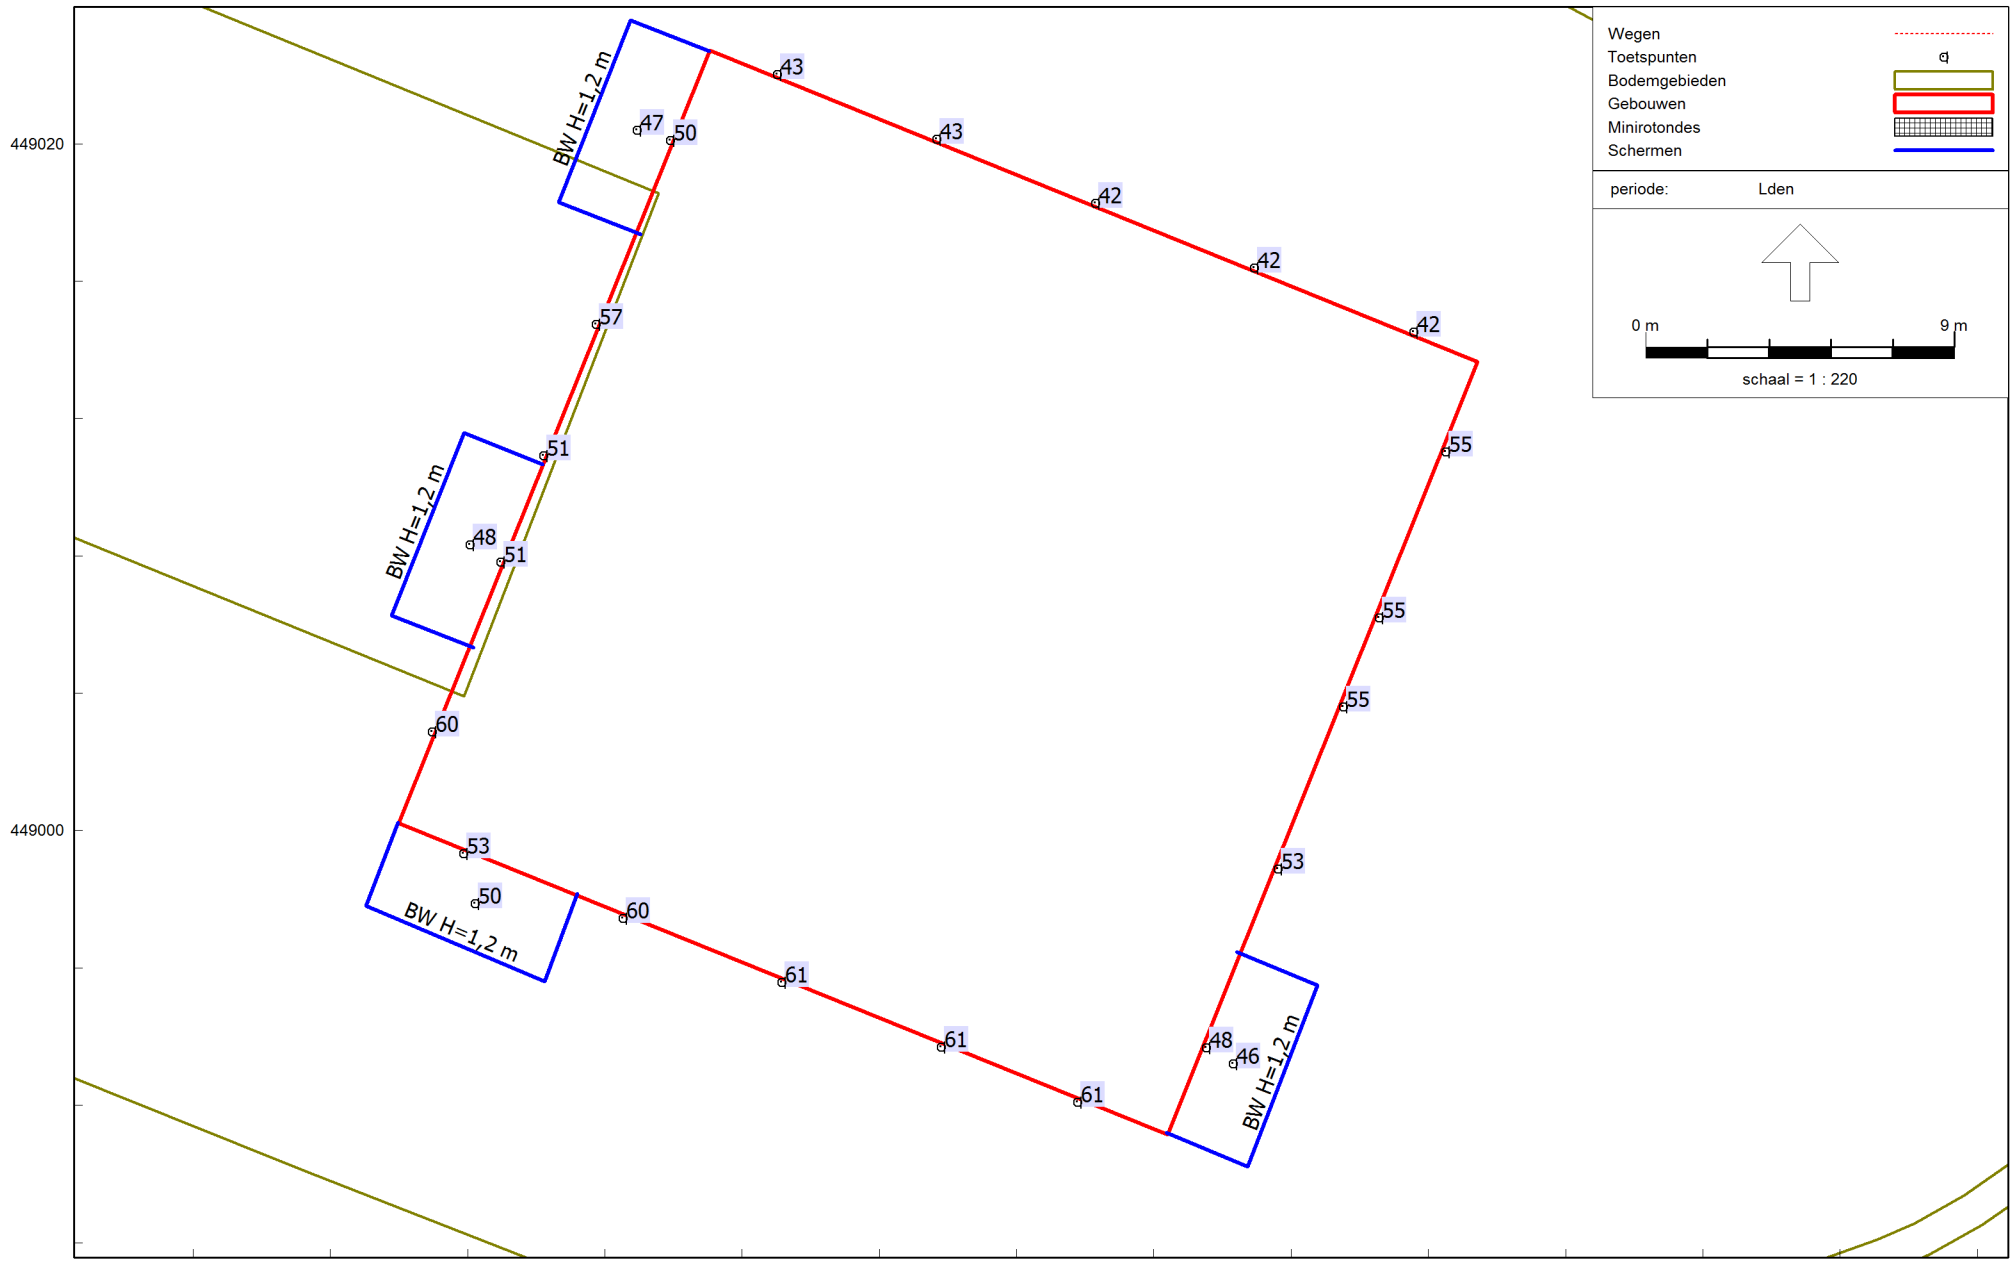 Wegen
Toetspunten
Bodemgebieden
Gebouwen
Minirotondes
Schermen
periode: Lden
0 m 9 m
schaal = 1 : 220
449020
449000
BW H=1,2 m
47
50
43
43
42
42
42
57
51
BW H=1,2 m
48
51
55
55
55
60
53
50
BW H=1,2 m
60
53
61
61
61
48
46
BW H=1,2 m